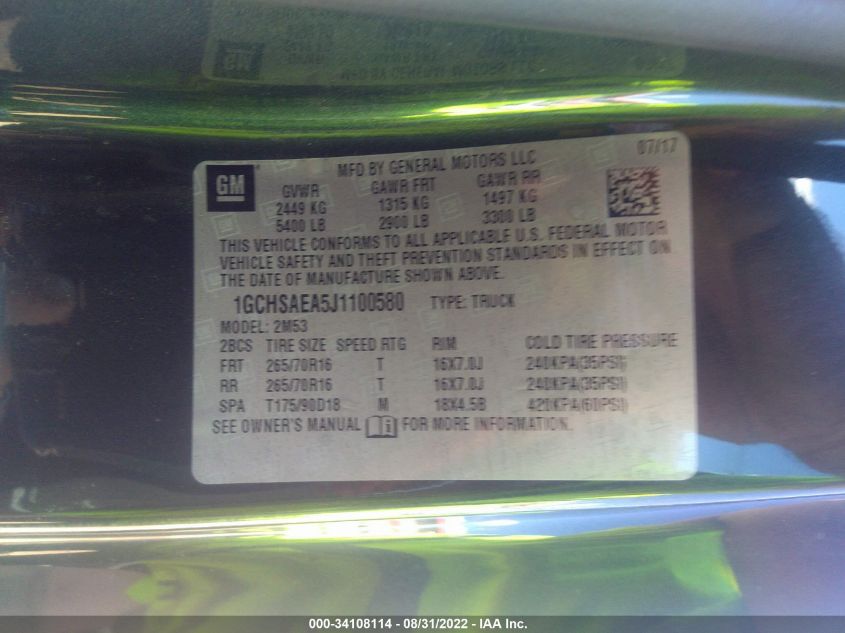 GM
MFD BY GENERAL MOTORS LLC
07/17
GVWR GAWR FRT GAWR RR
2449 KG 1315 KG 1497 KG
5400 LB 2900 LB 3300 LB
THIS VEHICLE CONFORMS TO ALL APPLICABLE U.S. FEDERAL MOTOR
VEHICLE SAFETY AND THEFT PREVENTION STANDARDS IN EFFECT ON
THE DATE OF MANUFACTURE SHOWN ABOVE.
1GCHSAEA5J1100580 TYPE: TRUCK
MODEL: 2M53
2BCS TIRE SIZE SPEED RTG RIM COLD TIRE PRESSURE
FRT 265/70R16 T 16X7.0J 240KPA(35PSI)
RR 265/70R16 T 16X7.0J 240KPA(35PSI)
SPA T175/90D18 M 18X4.5B 420KPA(60PSI)
SEE OWNER'S MANUAL FOR MORE INFORMATION.
000-34108114 - 08/31/2022 - IAA Inc.